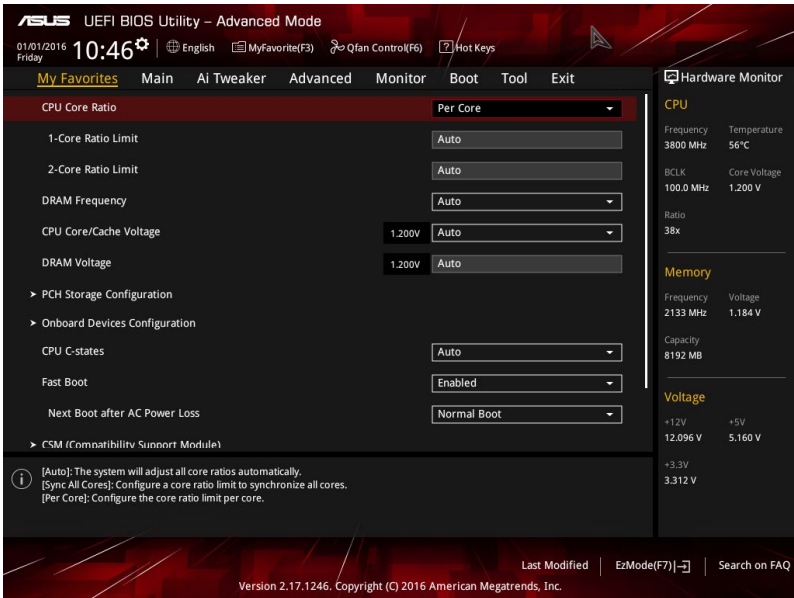 ASUS UEFI BIOS Utility – Advanced Mode
01/01/2016 Friday 10:46 English MyFavorite(F3) Qfan Control(F6) ? Hot Keys
My Favorites Main Ai Tweaker Advanced Monitor Boot Tool Exit
CPU Core Ratio Per Core
1-Core Ratio Limit Auto
2-Core Ratio Limit Auto
DRAM Frequency Auto
CPU Core/Cache Voltage 1.200V Auto
DRAM Voltage 1.200V Auto
> PCH Storage Configuration
> Onboard Devices Configuration
CPU C-states Auto
Fast Boot Enabled
Next Boot after AC Power Loss Normal Boot
> CSM (Compatibility Support Module)
[Auto]: The system will adjust all core ratios automatically.
[Sync All Cores]: Configure a core ratio limit to synchronize all cores.
[Per Core]: Configure the core ratio limit per core.
Hardware Monitor
CPU
Frequency Temperature
3800 MHz 56°C
BCLK Core Voltage
100.0 MHz 1.200 V
Ratio
38x
Memory
Frequency Voltage
2133 MHz 1.184 V
Capacity
8192 MB
Voltage
+12V +5V
12.096 V 5.160 V
+3.3V
3.312 V
Last Modified EzMode(F7) Search on FAQ
Version 2.17.1246. Copyright (C) 2016 American Megatrends, Inc.